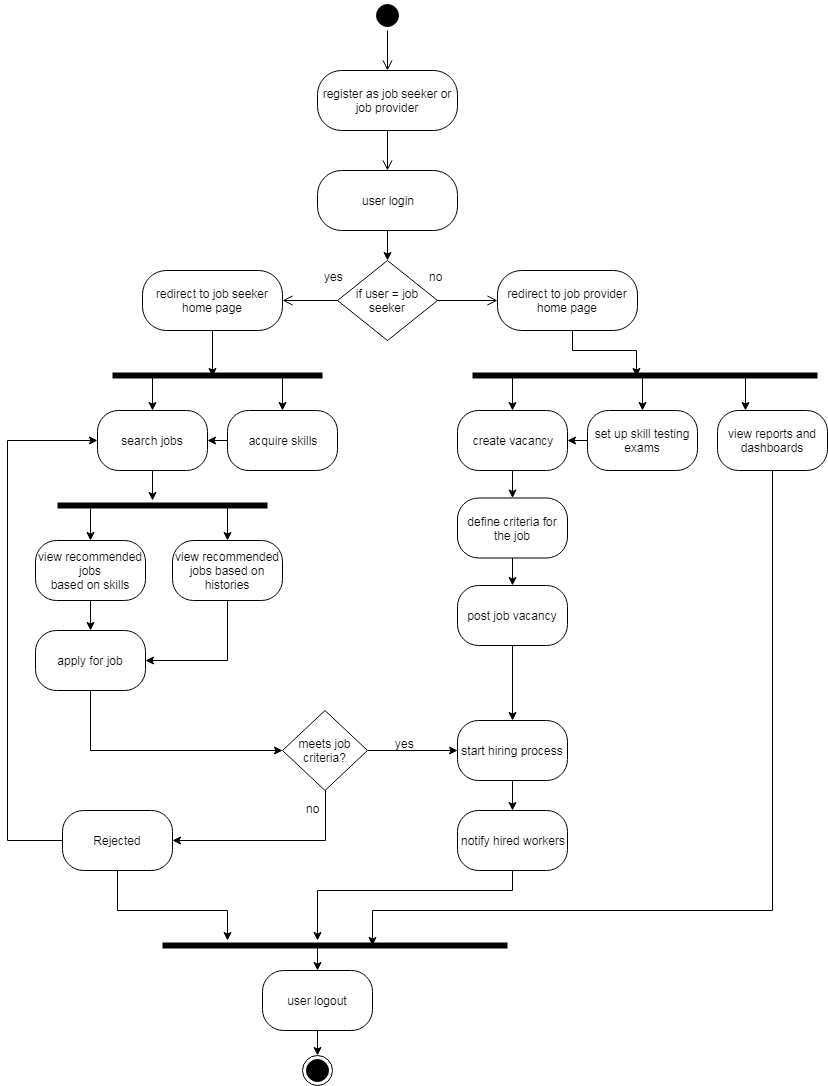 register as job seeker or
job provider
user login
yes
no
if user = job
seeker
redirect to job seeker
home page
redirect to job provider
home page
search jobs
acquire skills
create vacancy
set up skill testing
exams
view reports and
dashboards
define criteria for
the job
view recommended
jobs
based on skills
view recommended
jobs based on
histories
post job vacancy
apply for job
meets job
criteria?
yes
start hiring process
no
Rejected
notify hired workers
user logout